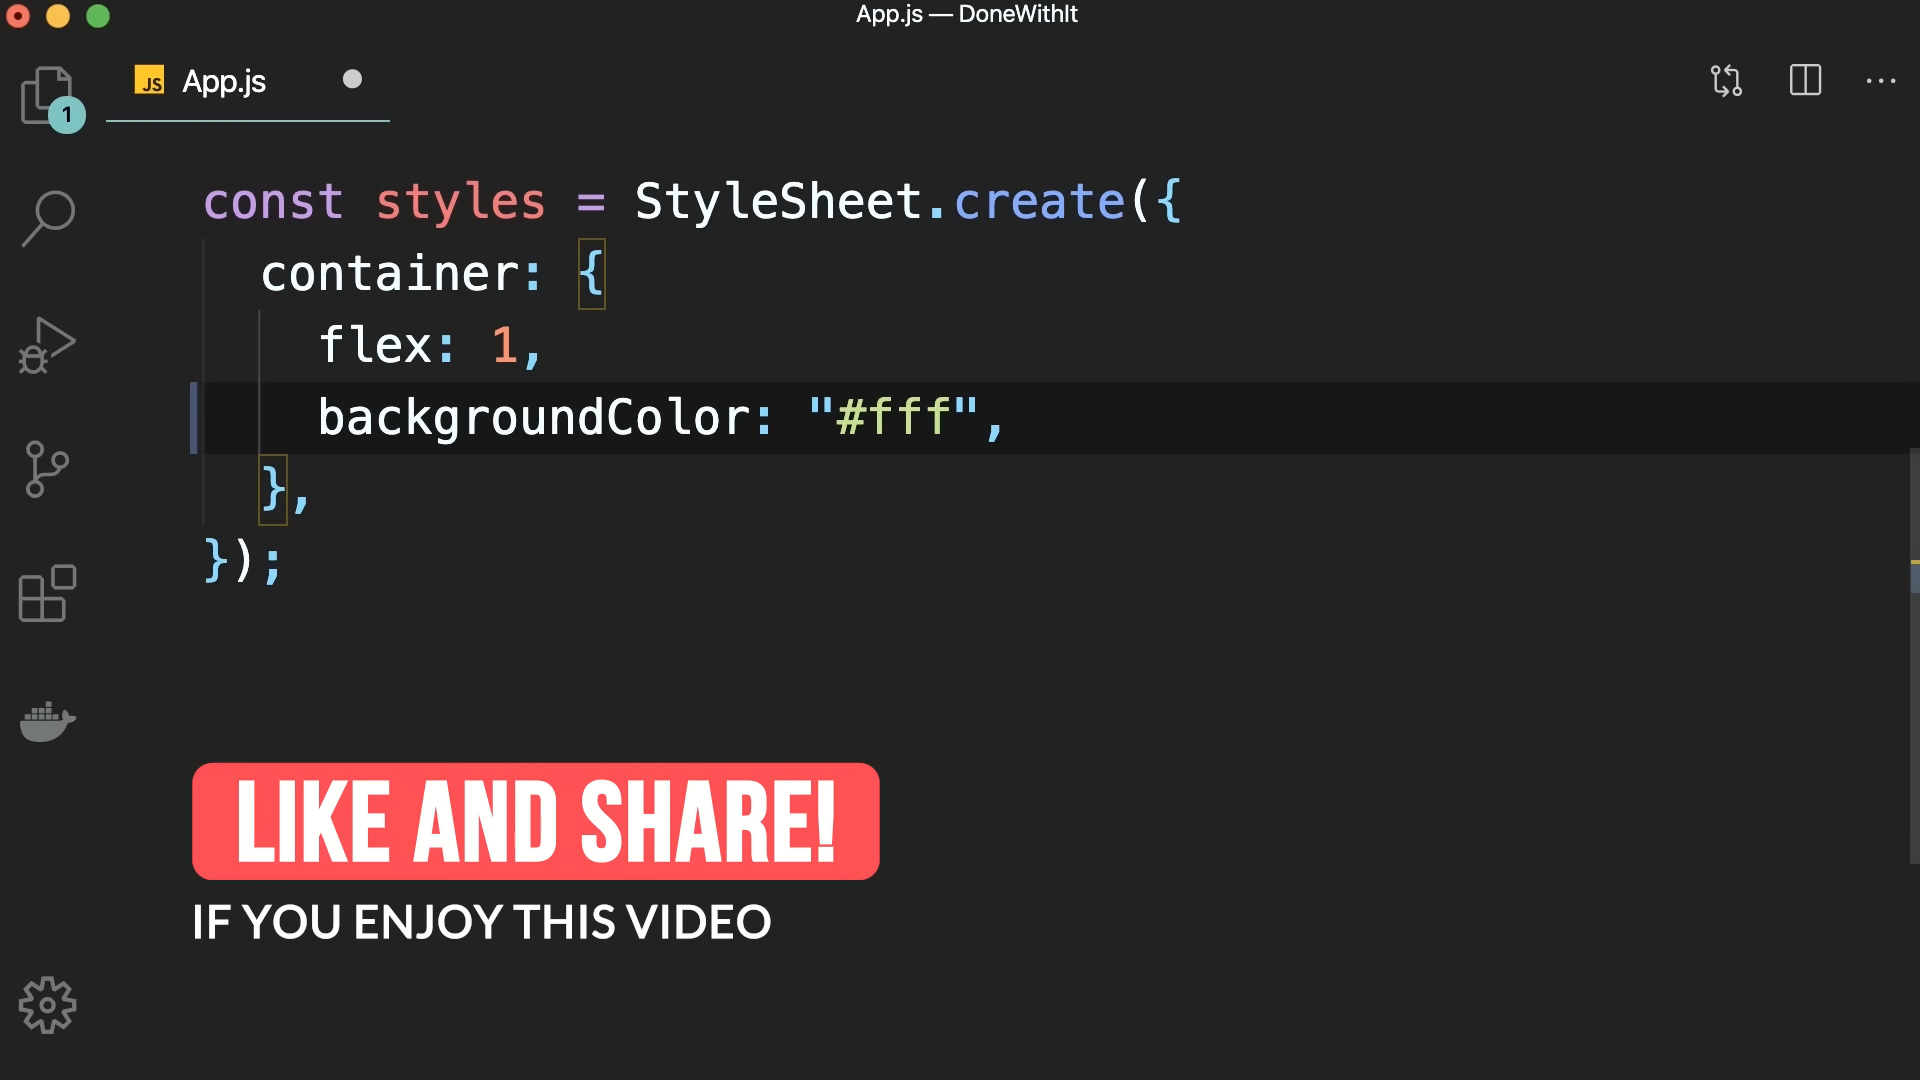 App.js — DoneWithIt
JS App.js
1
const styles = StyleSheet.create({
container: {
flex: 1,
backgroundColor: "#fff",
},
});
LIKE AND SHARE!
IF YOU ENJOY THIS VIDEO